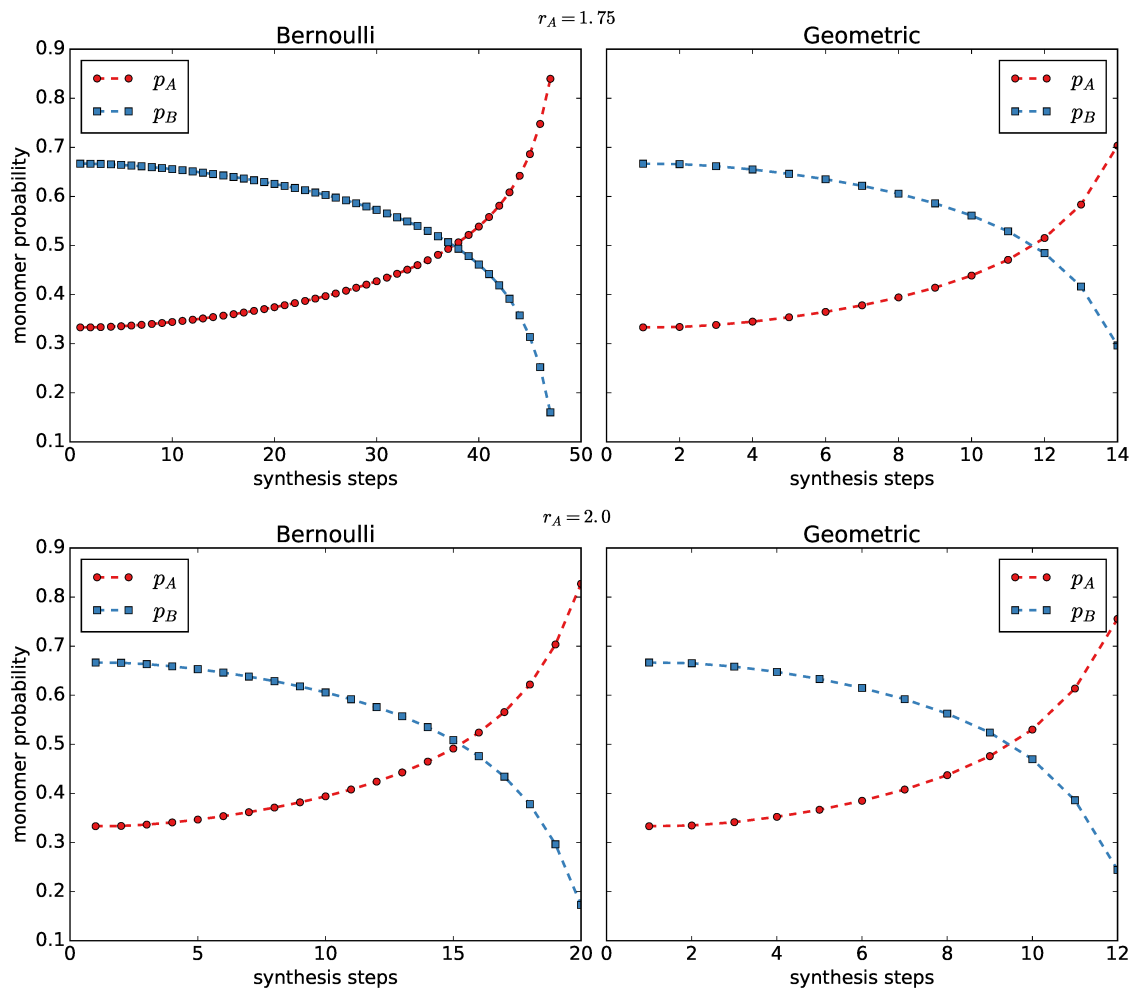 r_A = 1.75
Bernoulli
Geometric
0.9
0.8
0.7
0.6
0.5
0.4
0.3
0.2
0.1
monomer probability
p_A
p_B
p_A
p_B
0 10 20 30 40 50
0 2 4 6 8 10 12 14
synthesis steps
synthesis steps
r_A = 2.0
Bernoulli
Geometric
0.9
0.8
0.7
0.6
0.5
0.4
0.3
0.2
0.1
monomer probability
p_A
p_B
p_A
p_B
0 5 10 15 20
0 2 4 6 8 10 12
synthesis steps
synthesis steps